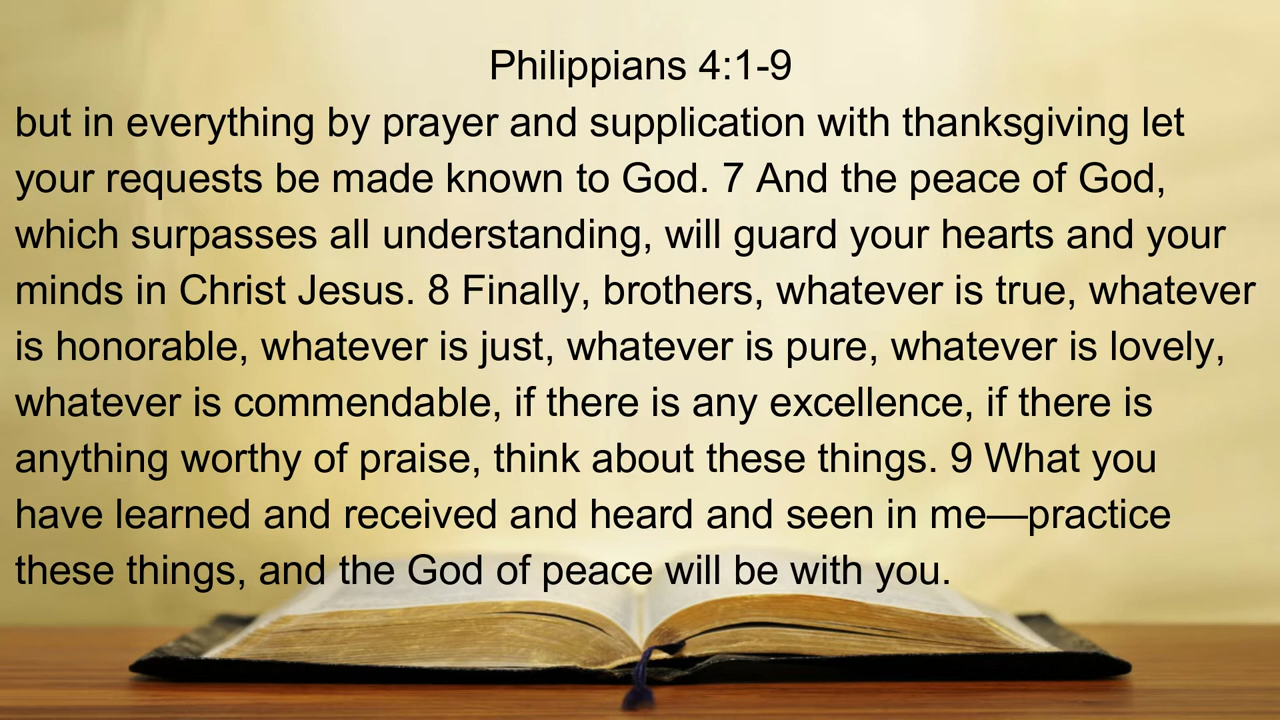 Philippians 4:1-9
but in everything by prayer and supplication with thanksgiving let
your requests be made known to God. 7 And the peace of God,
which surpasses all understanding, will guard your hearts and your
minds in Christ Jesus. 8 Finally, brothers, whatever is true, whatever
is honorable, whatever is just, whatever is pure, whatever is lovely,
whatever is commendable, if there is any excellence, if there is
anything worthy of praise, think about these things. 9 What you
have learned and received and heard and seen in me—practice
these things, and the God of peace will be with you.